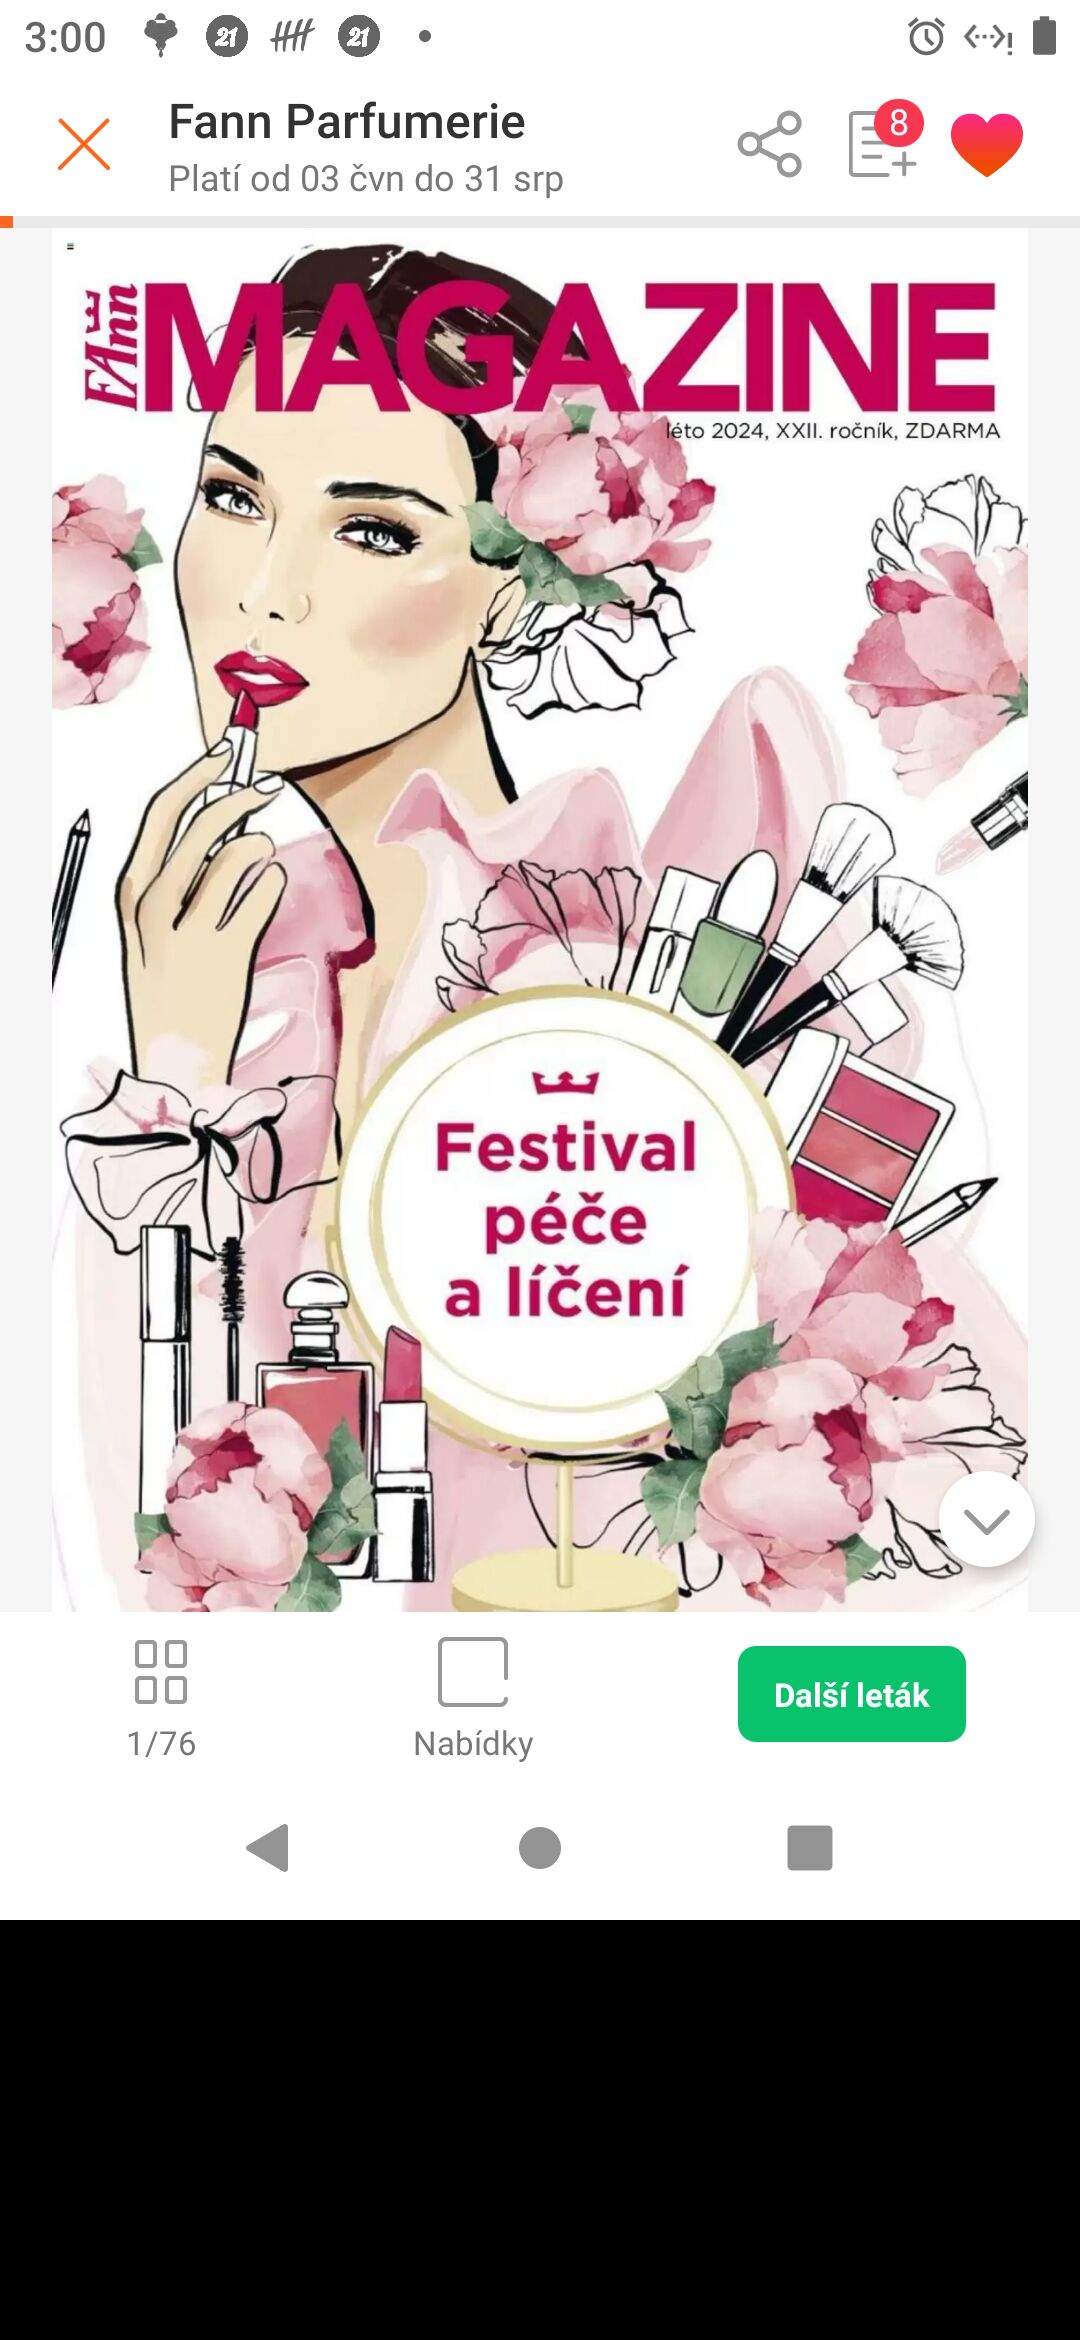 3:00
21
21
Fann Parfumerie
8
Platí od 03 čvn do 31 srp
FAnn
MAGAZINE
léto 2024, XXII. ročník, ZDARMA
Festival
péče
a líčení
1/76
Nabídky
Další leták